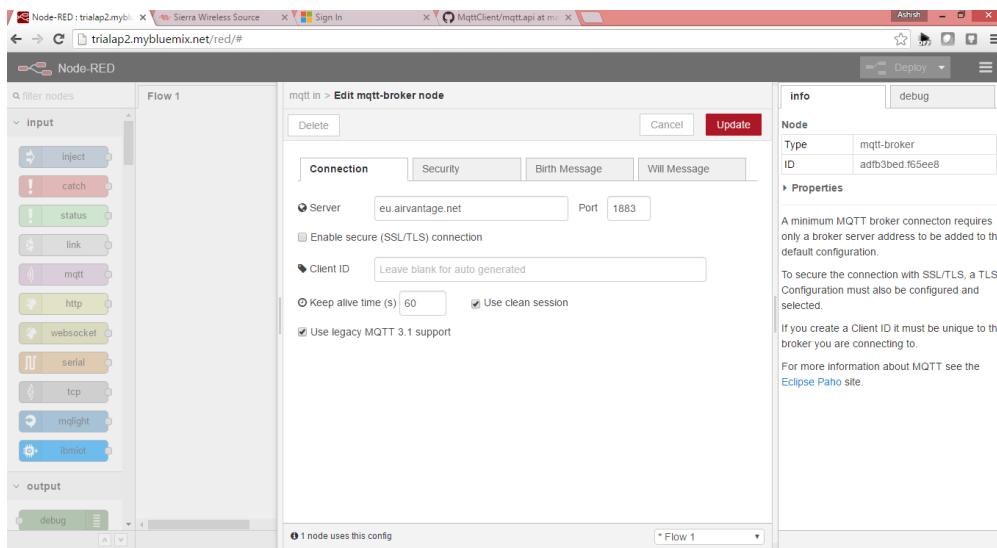 Node-RED : trialap2.mybl
Sierra Wireless Source
Sign In
MqttClient/mqtt.api at ma
Ashish
trialap2.mybluemix.net/red/#
Node-RED
Deploy
filter nodes
Flow 1
mqtt in > Edit mqtt-broker node
info
debug
input
Delete
Cancel
Update
Node
Type
mqtt-broker
ID
adfb3bed.f65ee8
Properties
inject
catch
status
link
mqtt
http
websocket
serial
tcp
mqlight
ibmiot
output
debug
Connection
Security
Birth Message
Will Message
Server
eu.airvantage.net
Port
1883
Enable secure (SSL/TLS) connection
Client ID
Leave blank for auto generated
Keep alive time (s)
60
Use clean session
Use legacy MQTT 3.1 support
1 node uses this config
* Flow 1
A minimum MQTT broker connecton requires
only a broker server address to be added to th
default configuration.
To secure the connection with SSL/TLS, a TLS
Configuration must also be configured and
selected.
If you create a Client ID it must be unique to th
broker you are connecting to.
For more information about MQTT see the
Eclipse Paho site.